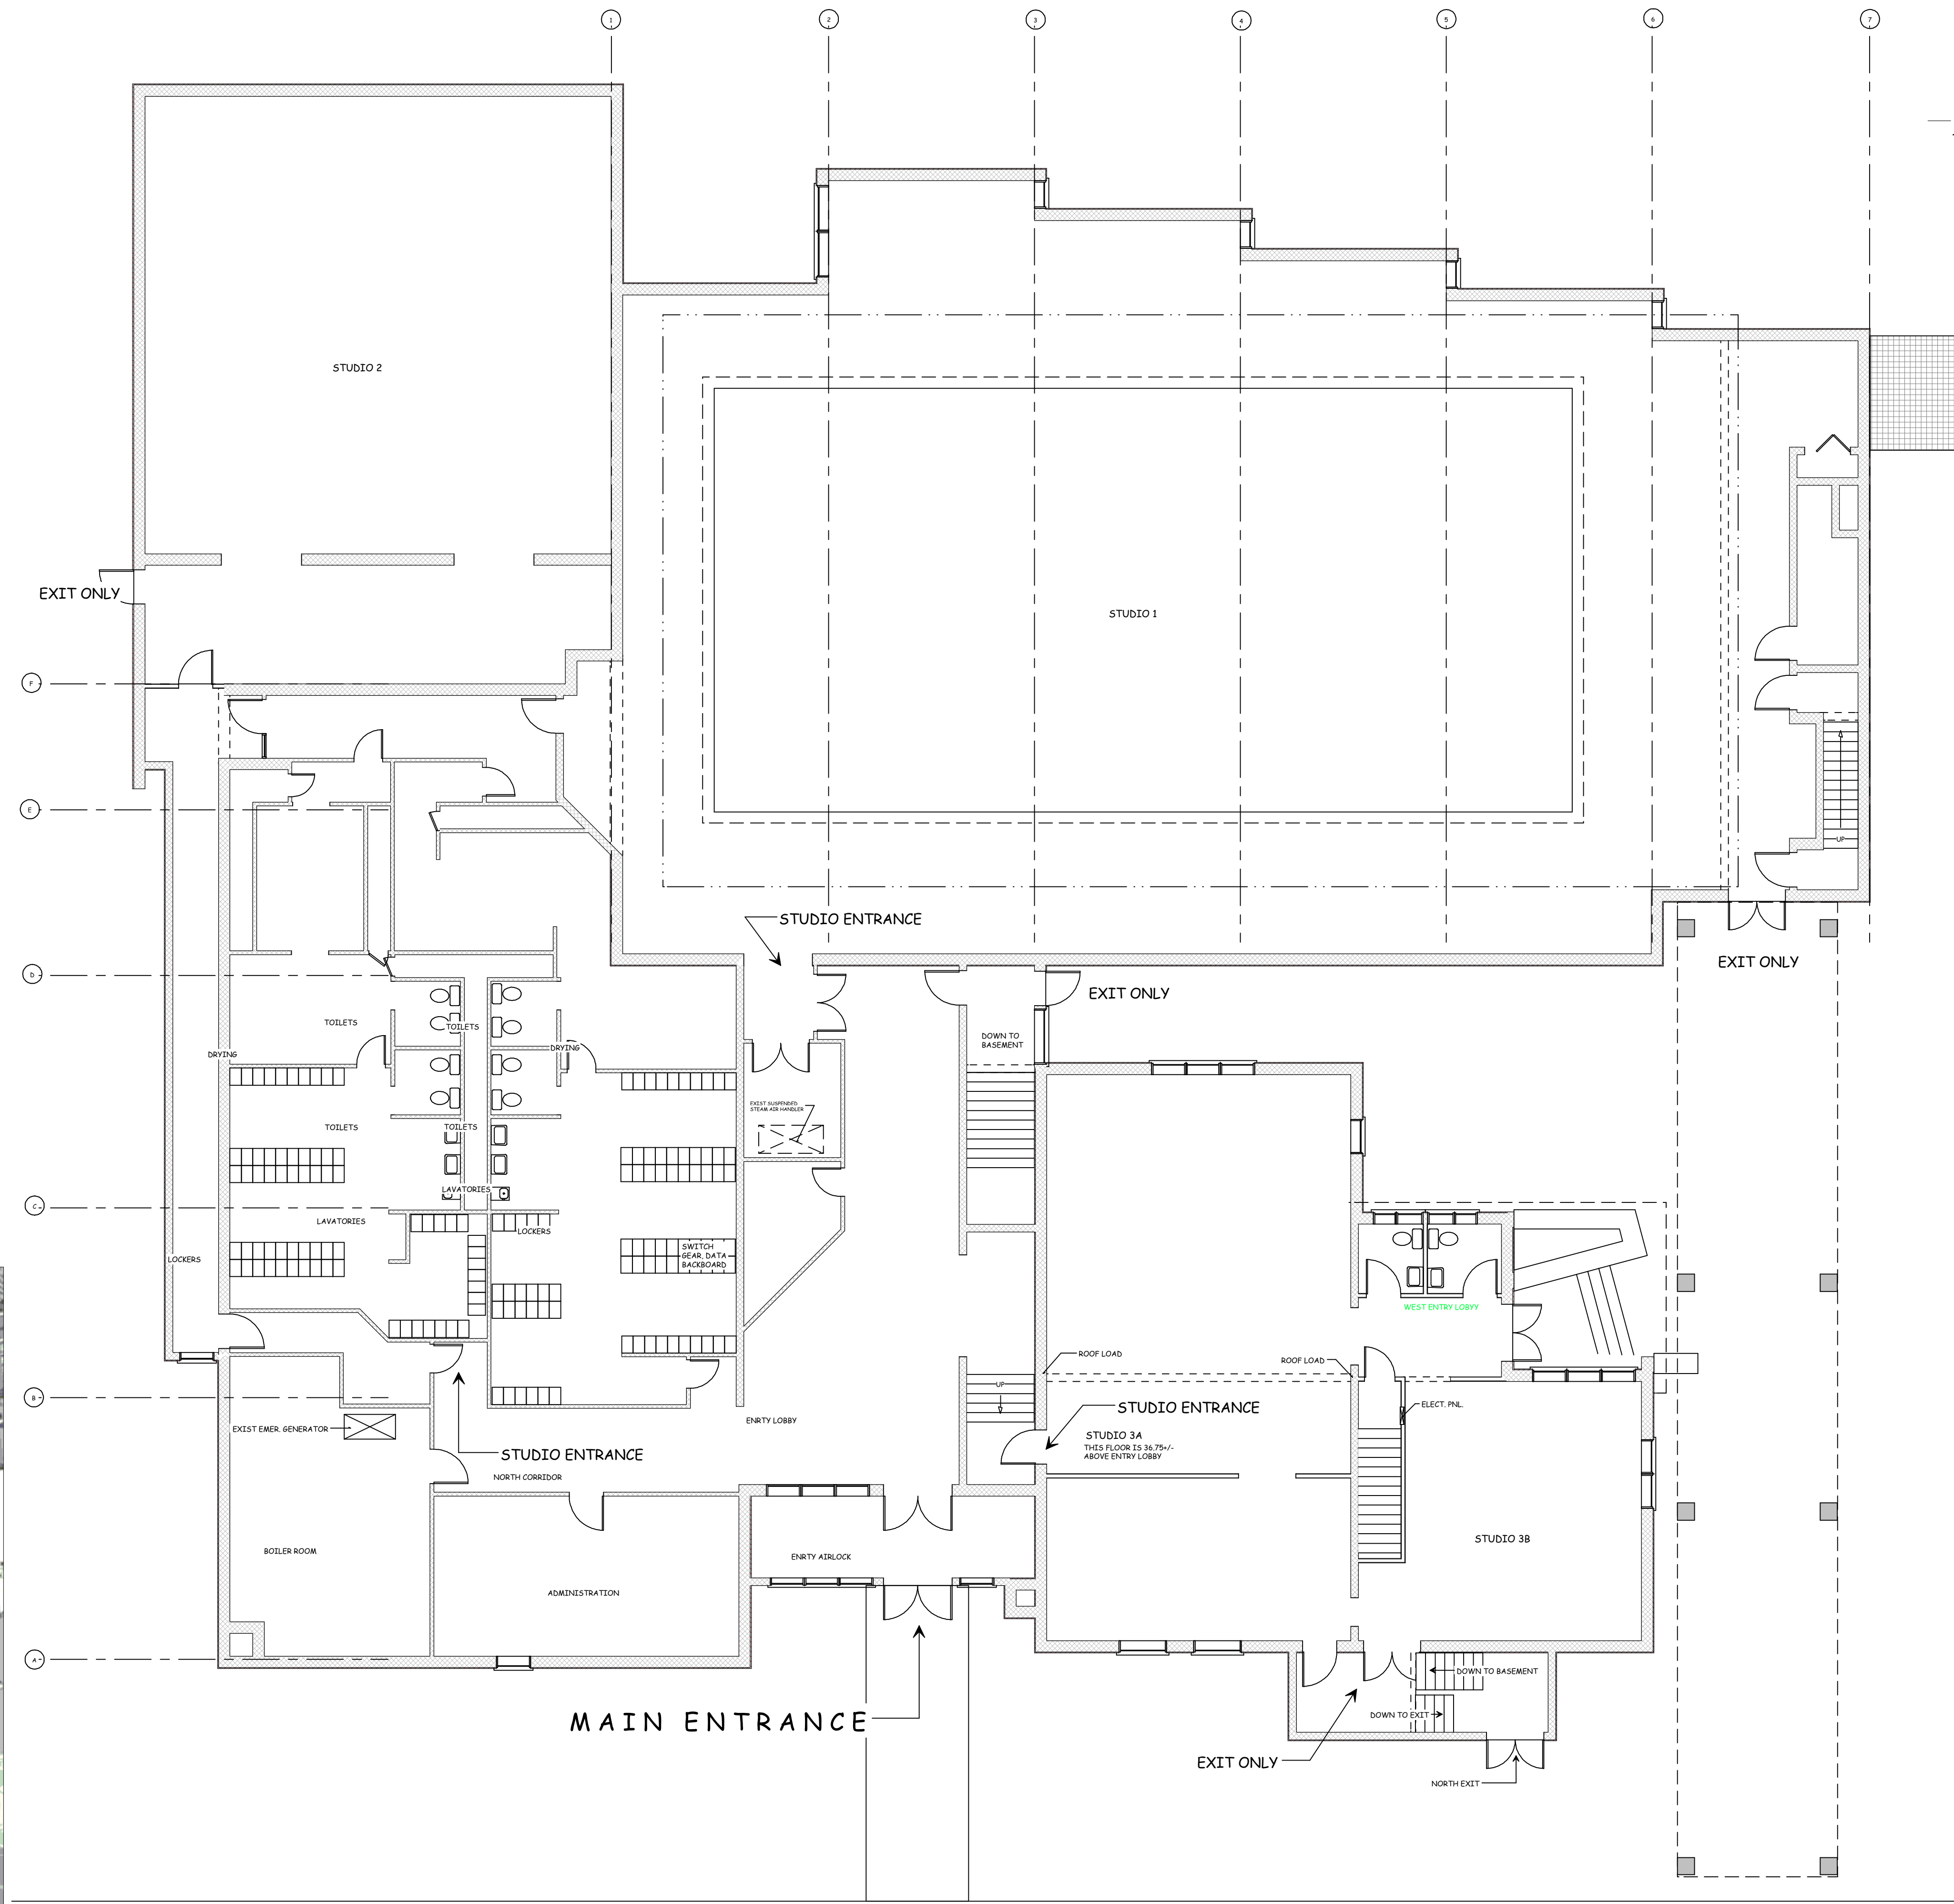 1
2
3
4
5
6
7
STUDIO 2
EXIT ONLY
STUDIO 1
F
E
UP
STUDIO ENTRANCE
EXIT ONLY
D
EXIT ONLY
TOILETS
TOILETS
DOWN TO
BASEMENT
DRYING
DRYING
EXIST SUSPENDED
STEAM AIR HANDLER
TOILETS
TOILETS
LAVATORIES
C
LAVATORIES
LOCKERS
LOCKERS
SWITCH
GEAR, DATA
BACKBOARD
WEST ENTRY LOBYY
ROOF LOAD
ROOF LOAD
UP
B
ELECT. PNL.
STUDIO ENTRANCE
ENRTY LOBBY
EXIST EMER. GENERATOR
STUDIO 3A
THIS FLOOR IS 36.75+/-
ABOVE ENTRY LOBBY
STUDIO ENTRANCE
NORTH CORRIDOR
STUDIO 3B
BOILER ROOM
ENRTY AIRLOCK
ADMINISTRATION
A
DOWN TO BASEMENT
DOWN TO EXIT
MAIN ENTRANCE
EXIT ONLY
NORTH EXIT